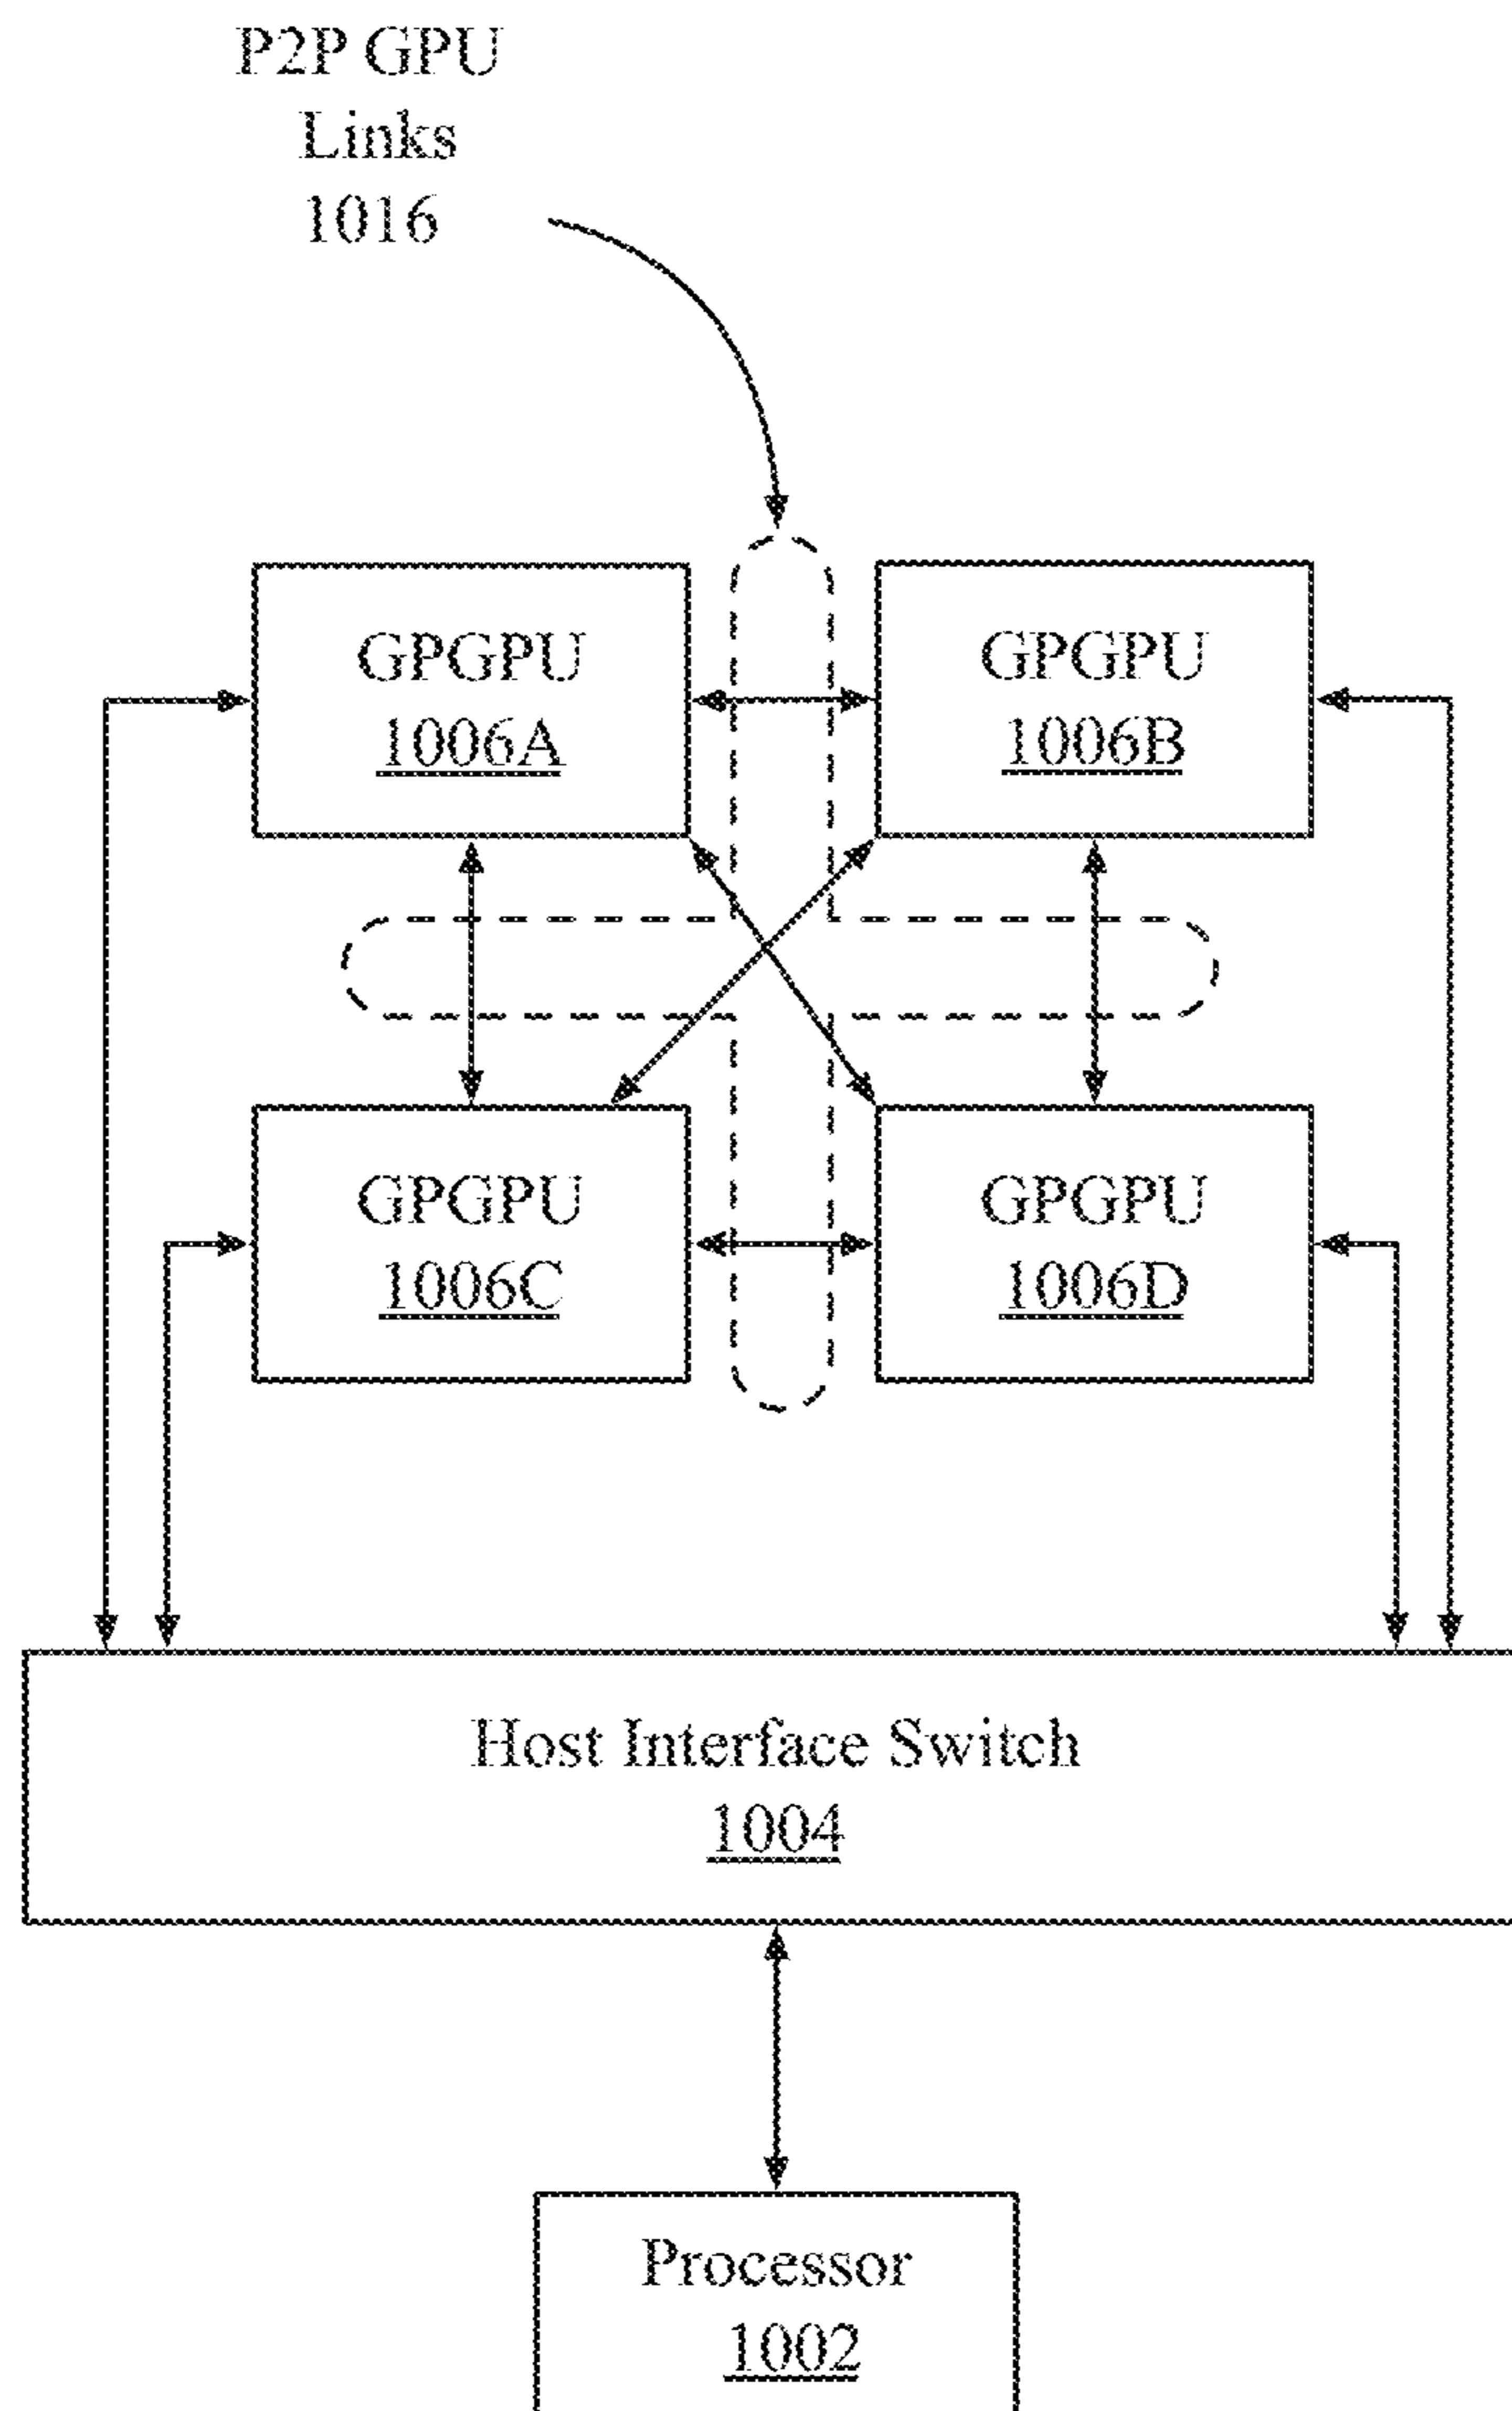 P2P GPU
Links
1016
GPGPU
1006A
GPGPU
1006B
GPGPU
1006C
GPGPU
1006D
Host Interface Switch
1004
Processor
1002